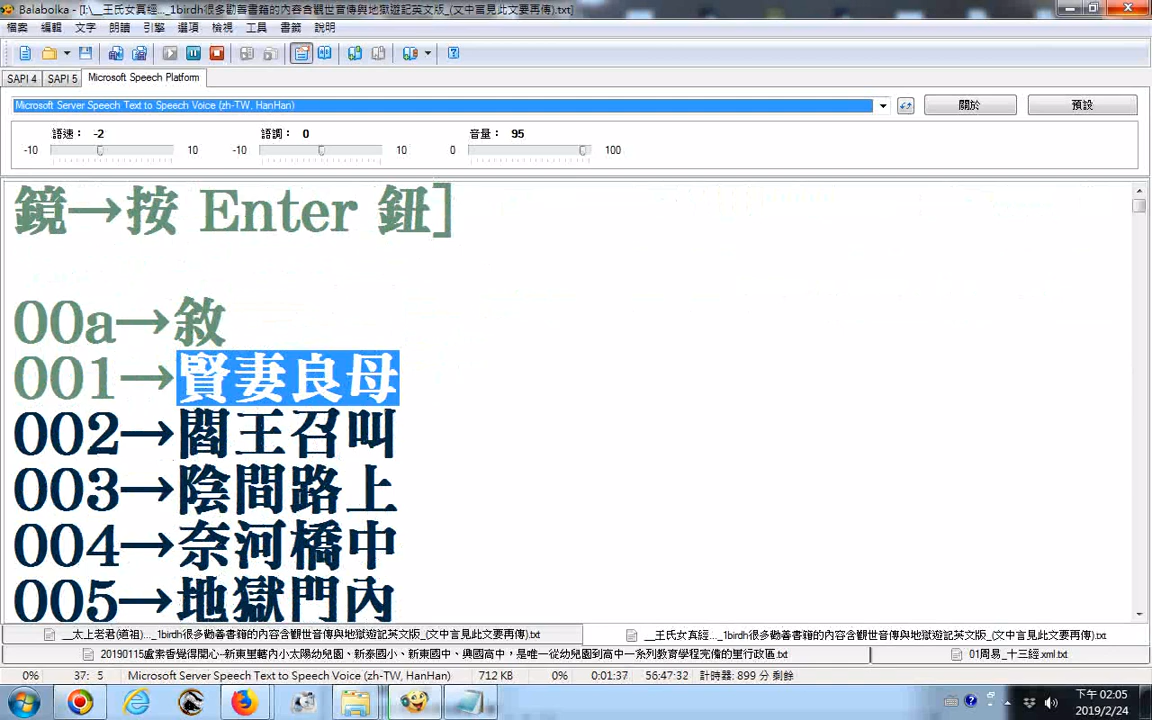 Balabolka - [I:\__王氏女真經..._1birdh很多勸善書籍的內容含觀世音傳與地獄遊記英文版_(文中言見此文要再傳).txt]
檔案 編輯 文字 朗讀 引擎 選項 檢視 工具 書籤 說明
SAPI 4 SAPI 5 Microsoft Speech Platform
Microsoft Server Speech Text to Speech Voice (zh-TW, HanHan) 關於 預設
語速： -2 語調： 0 音量： 95
-10 10 -10 10 0 100
鏡→按 Enter 鈕]
00a→敘
001→賢妻良母
002→閻王召叫
003→陰間路上
004→奈河橋中
005→地獄門內
__太上老君(道祖)..._1birdh很多勸善書籍的內容含觀世音傳與地獄遊記英文版_(文中言見此文要再傳).txt __王氏女真經..._1birdh很多勸善書籍的內容含觀世音傳與地獄遊記英文版_(文中言見此文要再傳).txt
20190115盧素香覺得開心--新東里轄內小太陽幼兒園、新泰國小、新東國中、興國高中，是唯一從幼兒園到高中一系列教育學程完備的里行政區.txt 01周易_十三經.xml.txt
0% 37: 5 Microsoft Server Speech Text to Speech Voice (zh-TW, HanHan) 712 KB 0% 0:01:37 56:47:32 計時器: 899 分 剩餘
下午 02:05
2019/2/24